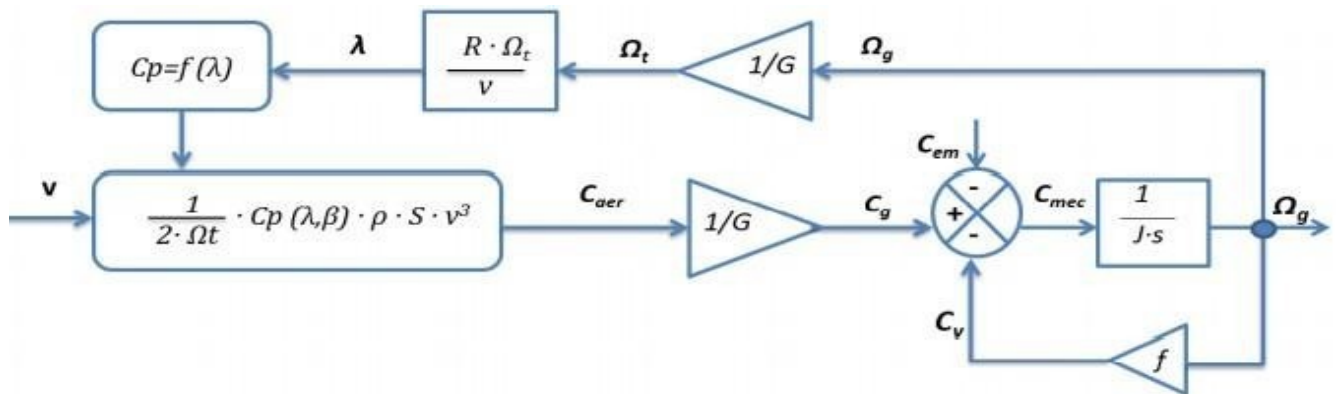 Cp=f(λ)
λ
R · Ω_t / v
Ω_t
1/G
Ω_g
v
1 / 2· Ωt · Cp (λ,β) · ρ · S · v³
C_aer
1/G
C_g
C_em
-
+
-
C_mec
1 / J·s
Ω_g
C_v
f